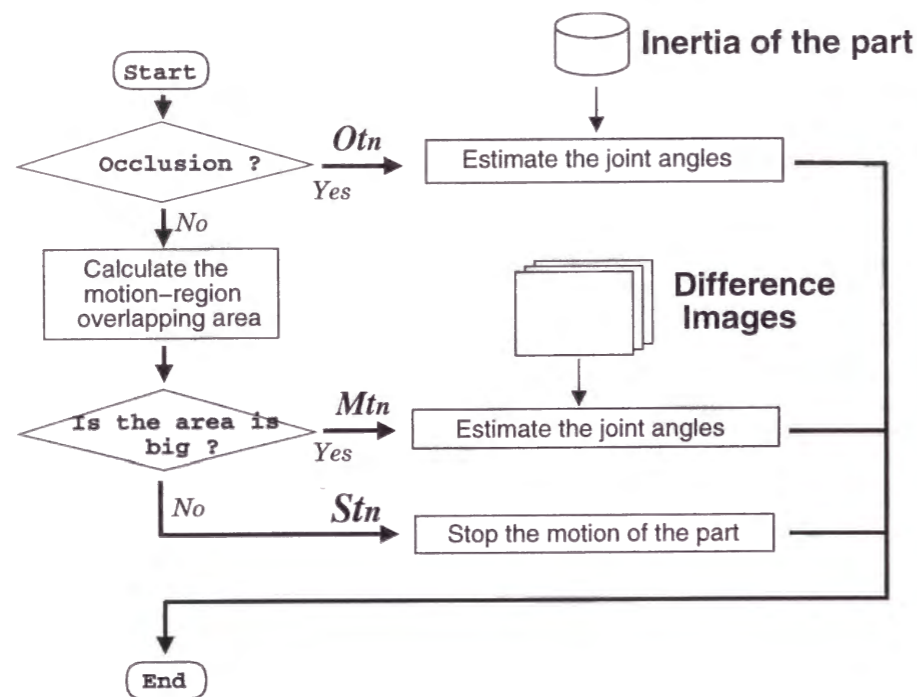 Inertia of the part
Start
Occlusion ?
Otn
Yes
Estimate the joint angles
No
Calculate the
motion-region
overlapping area
Difference
Images
Is the area is
big ?
Mtn
Yes
Estimate the joint angles
No
Stn
Stop the motion of the part
End